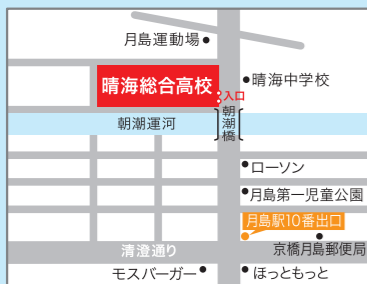 月島運動場
晴海総合高校
晴海中学校
入口
朝潮運河
朝潮橋
ローソン
月島第一児童公園
月島駅10番出口
清澄通り
京橋月島郵便局
モスバーガー
ほっともっと